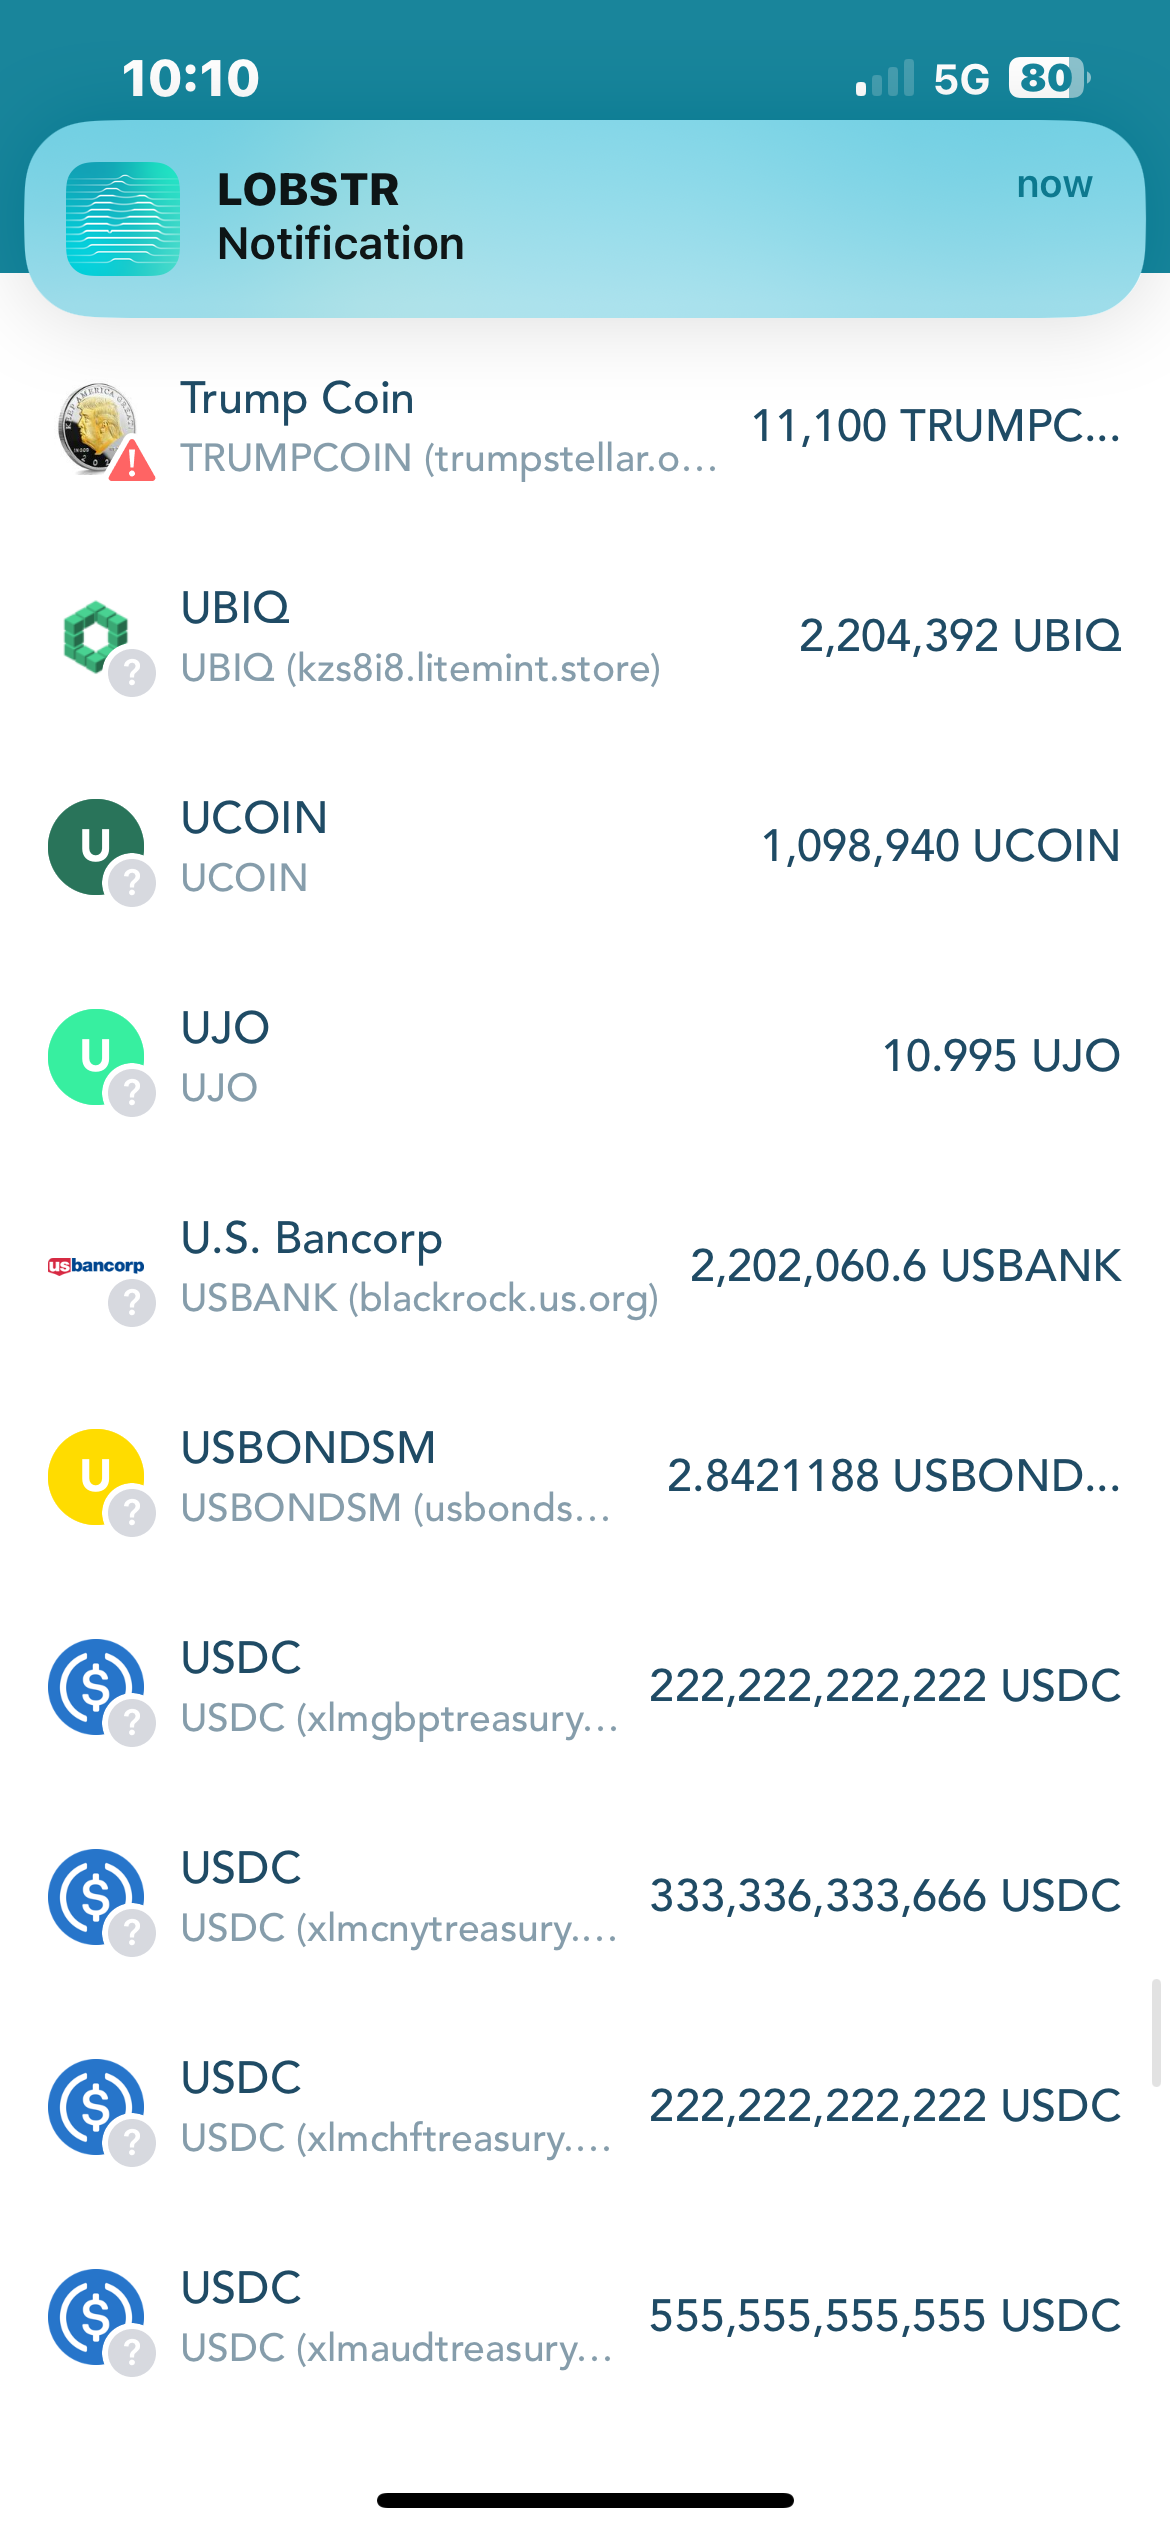 10:10
5G 80
LOBSTR
now
Notification
Trump Coin
TRUMPCOIN (trumpstellar.o...
11,100 TRUMPC...
UBIQ
UBIQ (kzs8i8.litemint.store)
2,204,392 UBIQ
U
?
UCOIN
UCOIN
1,098,940 UCOIN
U
?
UJO
UJO
10.995 UJO
usbancorp
?
U.S. Bancorp
USBANK (blackrock.us.org)
2,202,060.6 USBANK
U
?
USBONDSM
USBONDSM (usbonds...
2.8421188 USBOND...
$
?
USDC
USDC (xlmgbptreasury...
222,222,222,222 USDC
$
?
USDC
USDC (xlmcnytreasury....
333,336,333,666 USDC
$
?
USDC
USDC (xlmchftreasury....
222,222,222,222 USDC
$
?
USDC
USDC (xlmaudtreasury...
555,555,555,555 USDC